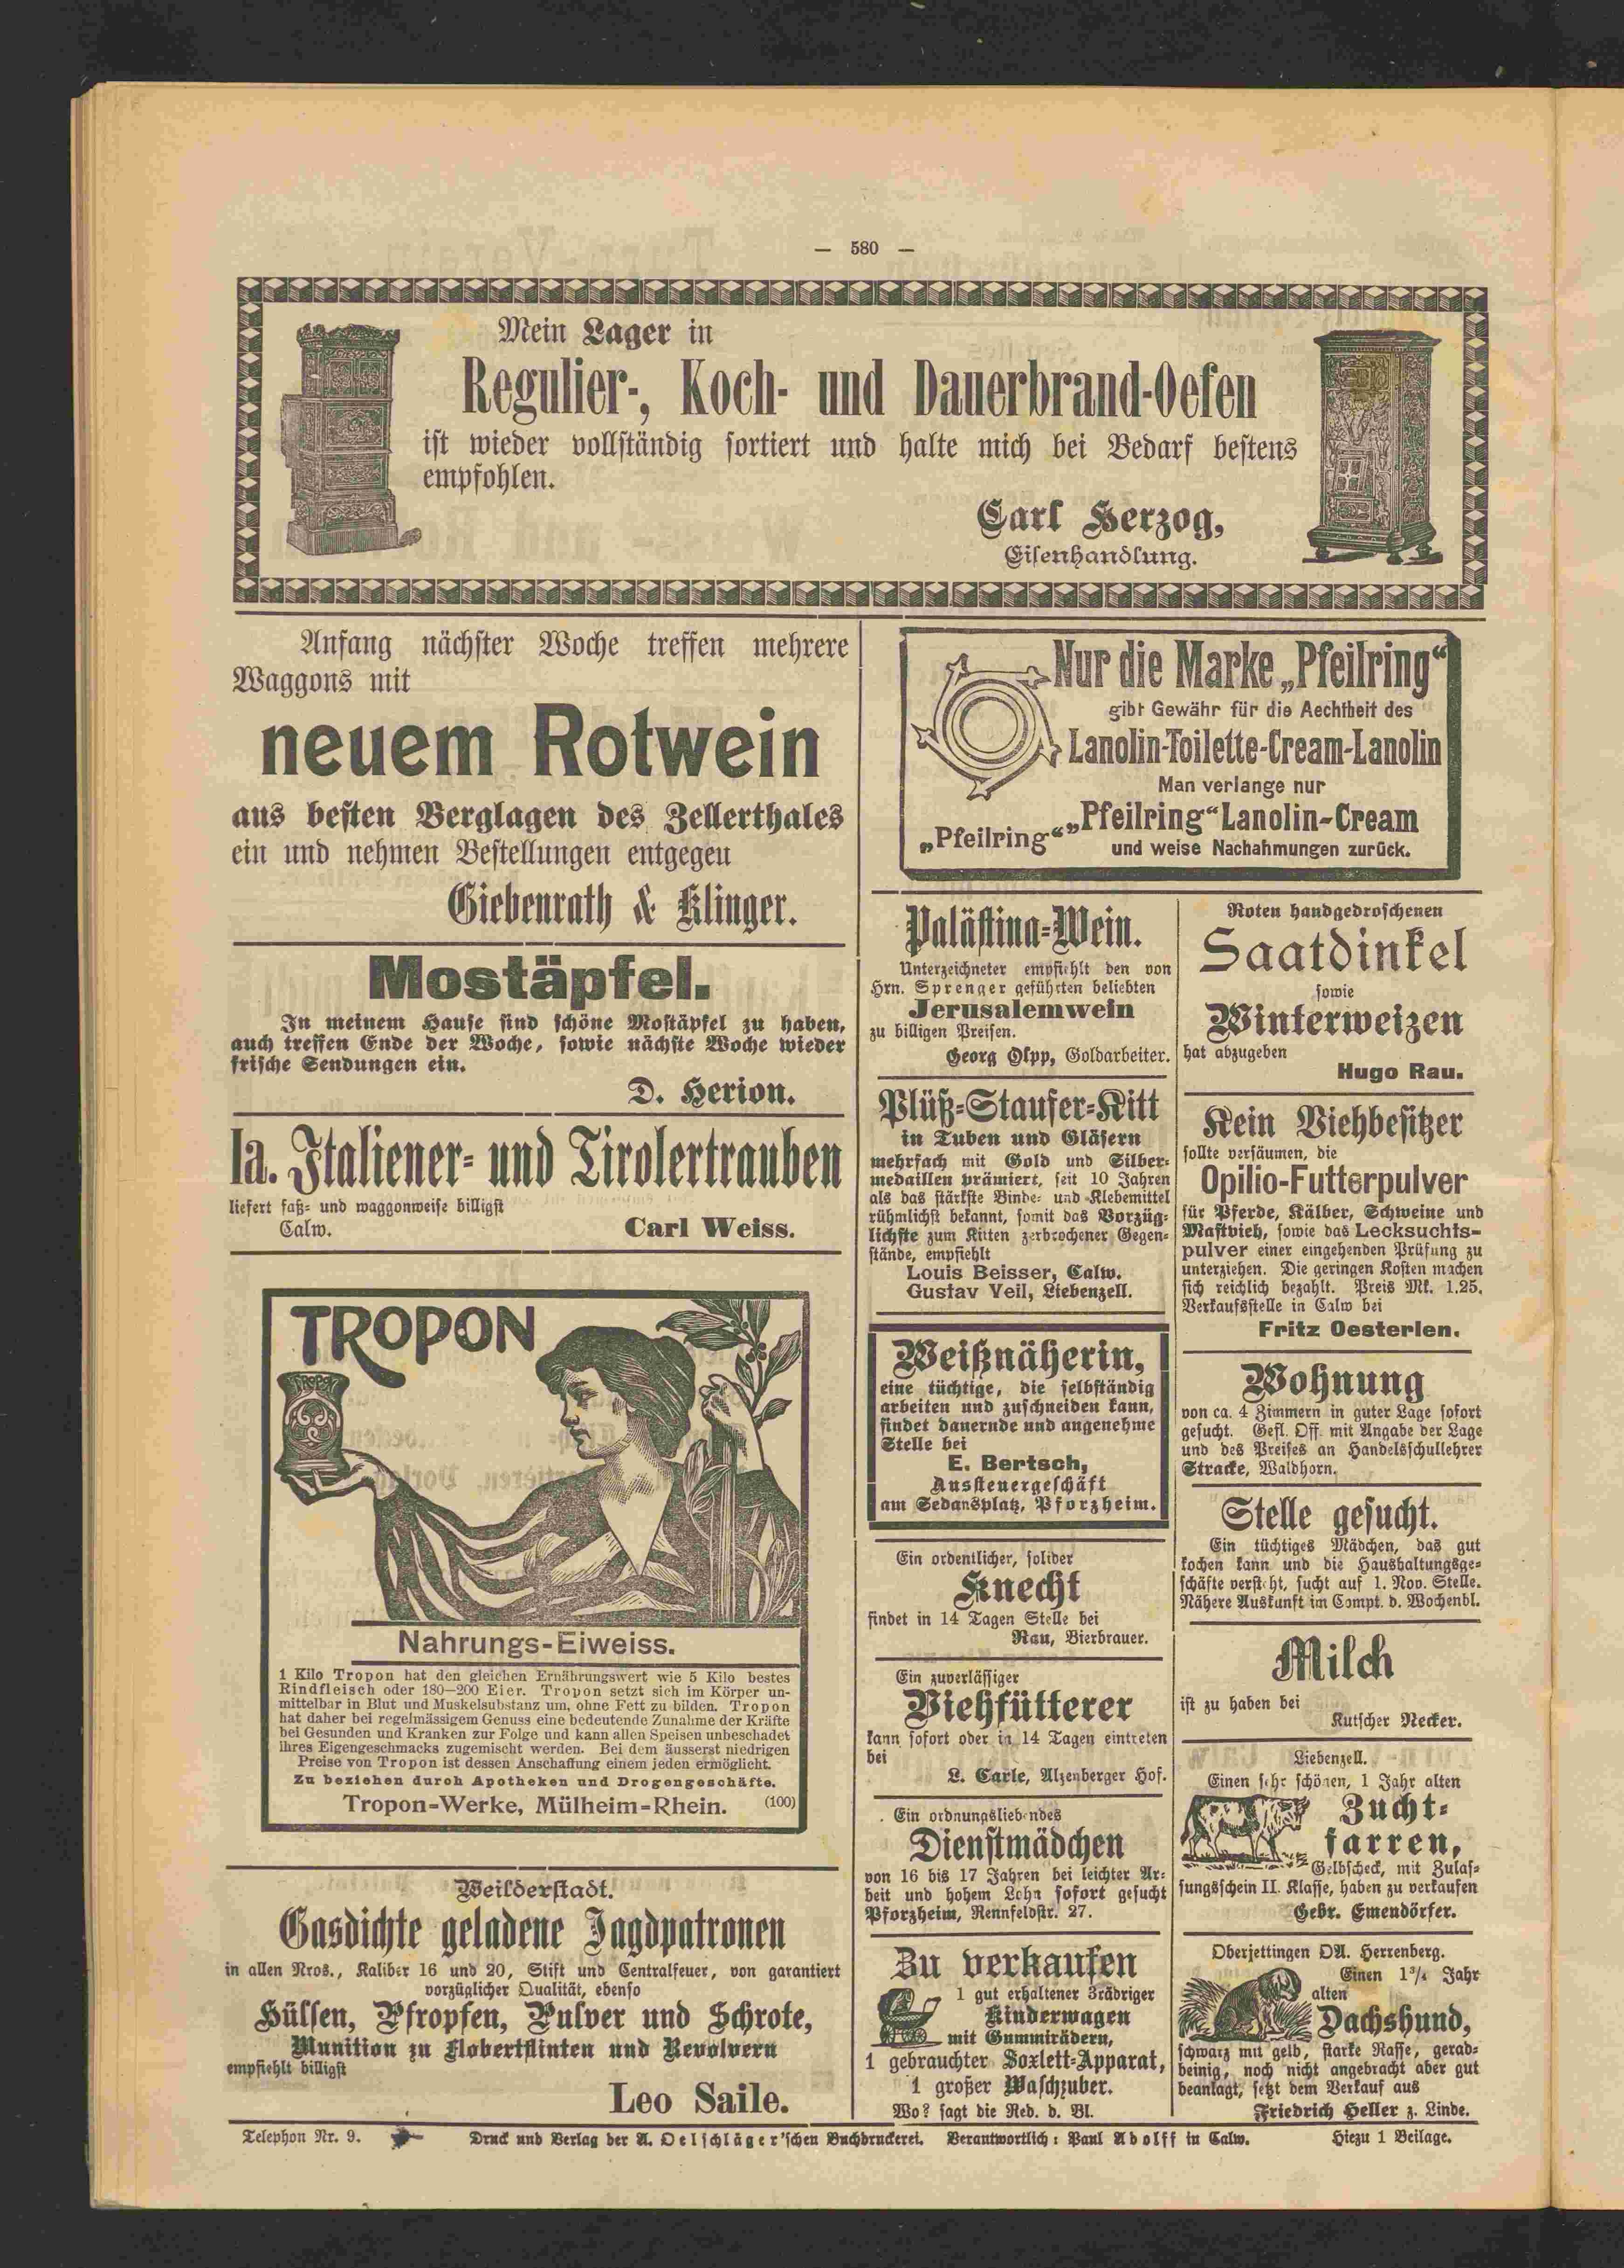 — 580 —
Mein Lager in
Regulier-, Koch- und Dauerbrand-Oefen
ist wieder vollständig sortiert und halte mich bei Bedarf bestens
empfohlen.
Carl Herzog,
Eisenhandlung.
Anfang nächster Woche treffen mehrere
Waggons mit
neuem Rotwein
aus besten Berglagen des Zellerthales
ein und nehmen Bestellungen entgegen
Giebenrath & Klinger.
Mostäpfel.
In meinem Hause sind schöne Mostäpfel zu haben,
auch treffen Ende der Woche, sowie nächste Woche wieder
frische Sendungen ein.
D. Herion.
Ia. Italiener- und Tirolertrauben
liefert faß- und waggonweise billigst
Calw.
Carl Weiss.
TROPON
TROPON
Nahrungs-Eiweiss.
1 Kilo Tropon hat den gleichen Ernährungswert wie 5 Kilo bestes
Rindfleisch oder 180—200 Eier. Tropon setzt sich im Körper un-
mittelbar in Blut und Muskelsubstanz um, ohne Fett zu bilden. Tropon
hat daher bei regelmässigem Genuss eine bedeutende Zunahme der Kräfte
bei Gesunden und Kranken zur Folge und kann allen Speisen unbeschadet
ihres Eigengeschmacks zugemischt werden. Bei dem äusserst niedrigen
Preise von Tropon ist dessen Anschaffung einem jeden ermöglicht.
Zu beziehen durch Apotheken und Drogengeschäfte.
Tropon-Werke, Mülheim-Rhein. (100)
Weilderstadt.
Gasdichte geladene Jagdpatronen
in allen Nros., Kaliber 16 und 20, Stift und Centralfeuer, von garantiert
vorzüglicher Qualität, ebenso
Hülsen, Pfropfen, Pulver und Schrote,
Munition zu Flobertflinten und Revolvern
empfiehlt billigst
Leo Saile.
Nur die Marke „Pfeilring“
gibt Gewähr für die Aechtheit des
Lanolin-Toilette-Cream-Lanolin
Man verlange nur
„Pfeilring“ Lanolin-Cream
„Pfeilring“
und weise Nachahmungen zurück.
Palästina-Wein.
Unterzeichneter empfiehlt den von
Hrn. Sprenger geführten beliebten
Jerusalemwein
zu billigen Preisen.
Georg Olpp, Goldarbeiter.
Plüß-Staufer-Kitt
in Tuben und Gläsern
mehrfach mit Gold und Silber-
medaillen prämiert, seit 10 Jahren
als das stärkste Binde- und Klebemittel
rühmlichst bekannt, somit das Vorzüg-
lichste zum Kitten zerbrochener Gegen-
stände, empfiehlt
Louis Beisser, Calw.
Gustav Veil, Liebenzell.
Weißnäherin,
eine tüchtige, die selbständig
arbeiten und zuschneiden kann,
findet dauernde und angenehme
Stelle bei
E. Bertsch,
Aussteuergeschäft
am Sedansplatz, Pforzheim.
Ein ordentlicher, solider
Knecht
findet in 14 Tagen Stelle bei
Rau, Bierbrauer.
Ein zuverlässiger
Viehfütterer
kann sofort oder in 14 Tagen eintreten
bei
L. Carle, Alzenberger Hof.
Ein ordnungsliebendes
Dienstmädchen
von 16 bis 17 Jahren bei leichter Ar-
beit und hohem Lohn sofort gesucht
Pforzheim, Rennfeldstr. 27.
Zu verkaufen
1 gut erhaltener 3rädriger
Kinderwagen
mit Gummirädern,
1 gebrauchter Soxlett-Apparat,
1 großer Waschzuber.
Wo? sagt die Red. d. Bl.
Roten handgedroschenen
Saatdinkel
sowie
Winterweizen
hat abzugeben
Hugo Rau.
Kein Viehbesitzer
sollte versäumen, die
Opilio-Futterpulver
für Pferde, Kälber, Schweine und
Mastvieh, sowie das Lecksuchts-
pulver einer eingehenden Prüfung zu
unterziehen. Die geringen Kosten machen
sich reichlich bezahlt. Preis Mk. 1.25.
Verkaufsstelle in Calw bei
Fritz Oesterlen.
Wohnung
von ca. 4 Zimmern in guter Lage sofort
gesucht. Gefl. Off. mit Angabe der Lage
und des Preises an Handelsschullehrer
Stracke, Waldhorn.
Stelle gesucht.
Ein tüchtiges Mädchen, das gut
kochen kann und die Haushaltungsge-
schäfte versteht, sucht auf 1. Nov. Stelle.
Nähere Auskunft im Compt. d. Wochenbl.
Milch
ist zu haben bei
Kutscher Necker.
Liebenzell.
Einen sehr schönen, 1 Jahr alten
Zucht-
farren,
Gelbscheck, mit Zulas-
sungsschein II. Klasse, haben zu verkaufen
Gebr. Emendörfer.
Oberjettingen OA. Herrenberg.
Einen 1¾ Jahr
alten
Dachshund,
schwarz mit gelb, starke Rasse, gerad-
beinig, noch nicht angebracht aber gut
beanlagt, setzt dem Verkauf aus
Friedrich Heller z. Linde.
Telephon Nr. 9.
Druck und Verlag der A. Oelschläger'schen Buchdruckerei. Verantwortlich: Paul Adolff in Calw.
Hiezu 1 Beilage.